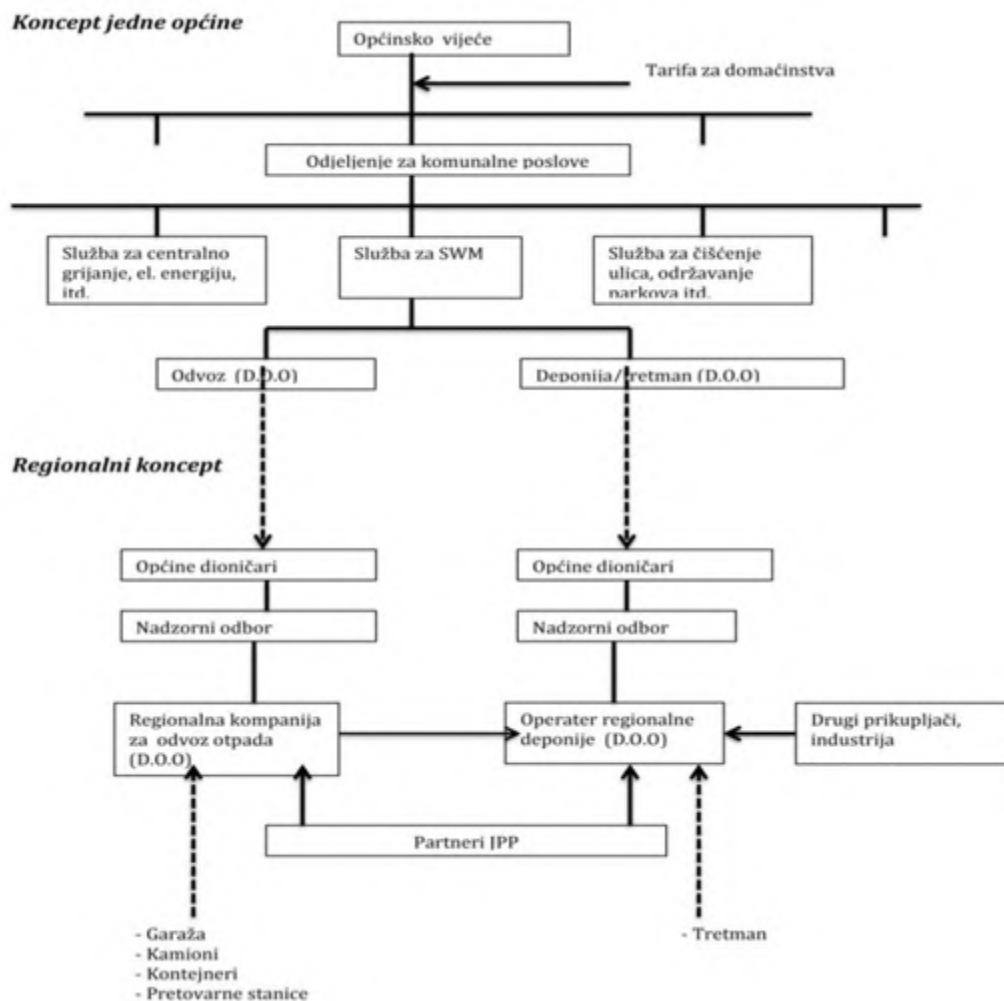 Koncept jedne općine
Općinsko vijeće
Tarifa za domaćinstva
Odjeljenje za komunalne poslove
Služba za centralno
grijanje, el. energiju,
itd.
Služba za SWM
Služba za čišćenje
ulica, održavanje
narkova itd.
Odvoz (D.O.O)
Deponija/tretman (D.O.O)
Regionalni koncept
Općine dioničari
Općine dioničari
Nadzorni odbor
Nadzorni odbor
Regionalna kompanija
za odvoz otpada
(D.O.O)
Operater regionalne
deponije (D.O.O)
Drugi prikupljači,
industrija
Partneri JPP
- Garaža
- Kamioni
- Kontejneri
- Pretovarne stanice
- Tretman